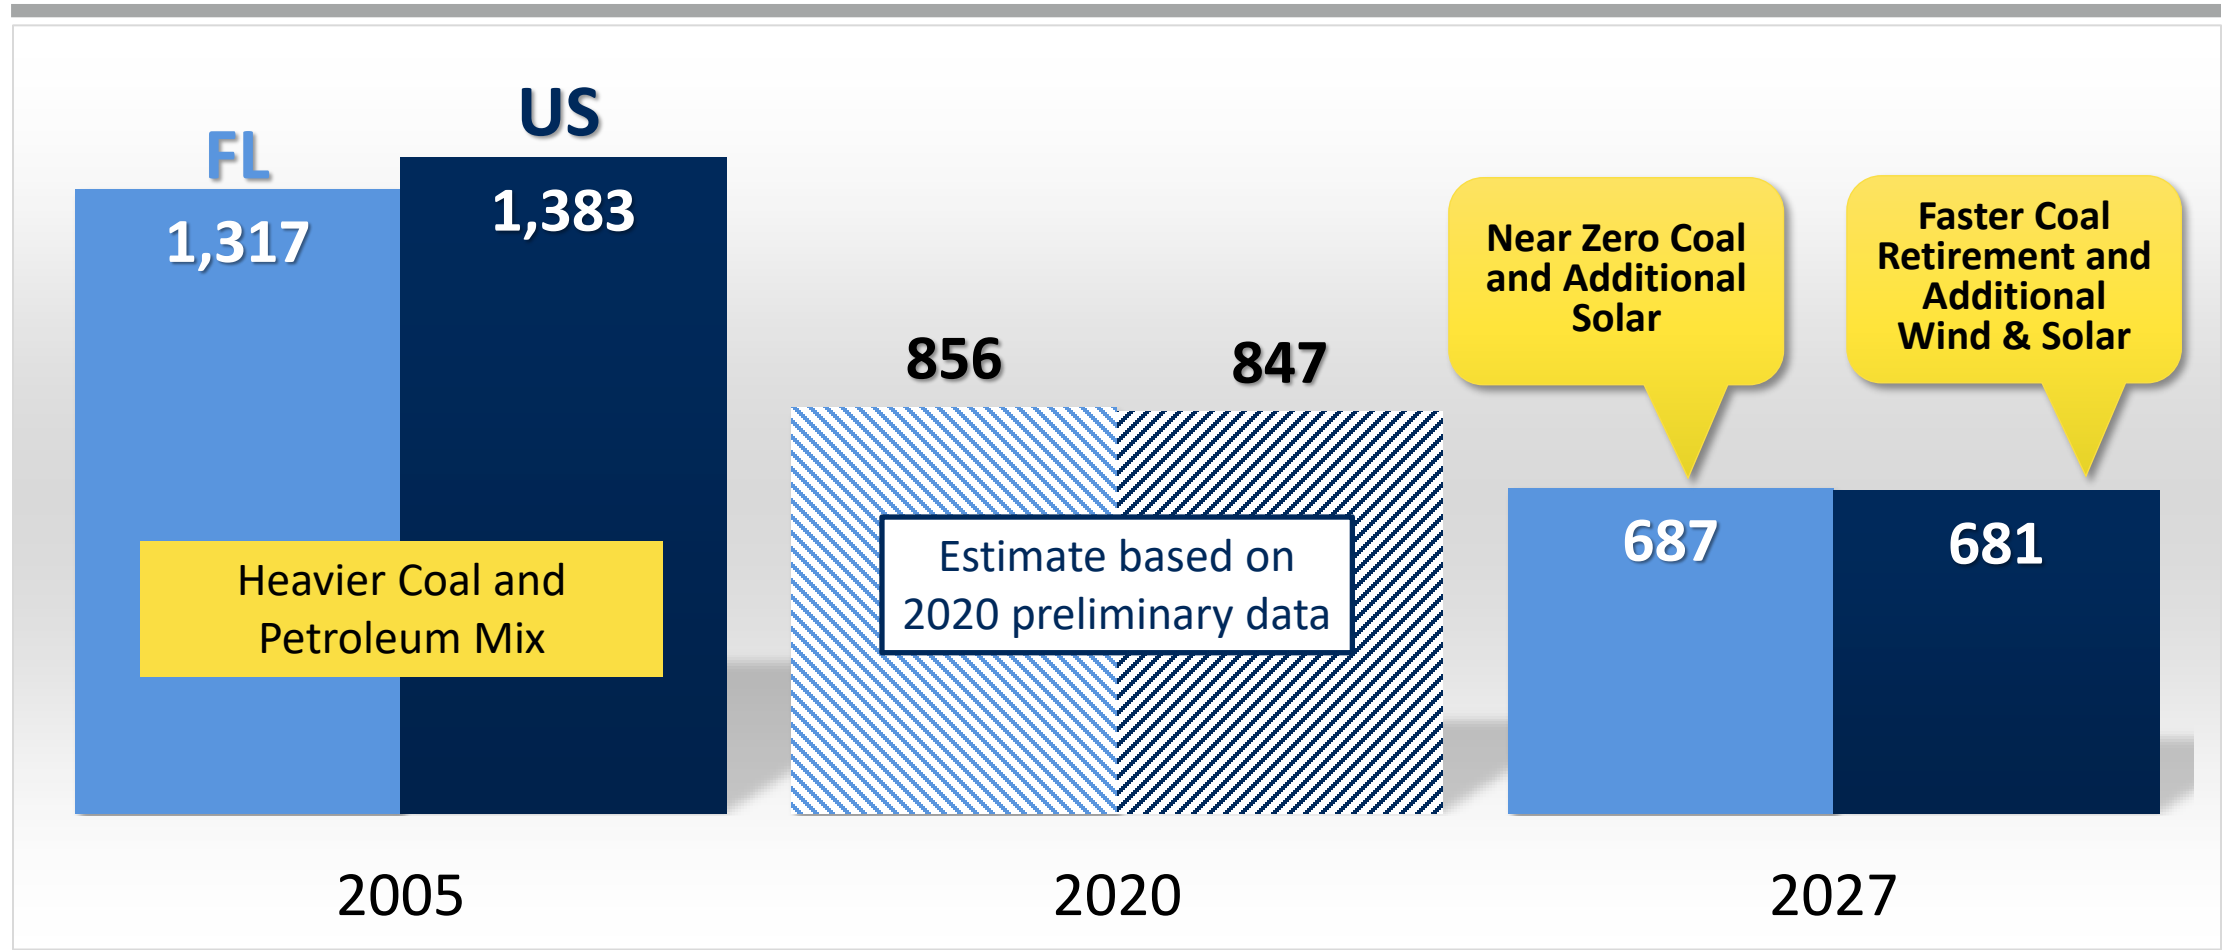 FL
US
1,317
1,383
Heavier Coal and
Petroleum Mix
856
847
Estimate based on
2020 preliminary data
Near Zero Coal
and Additional
Solar
Faster Coal
Retirement and
Additional
Wind & Solar
687
681
2005
2020
2027